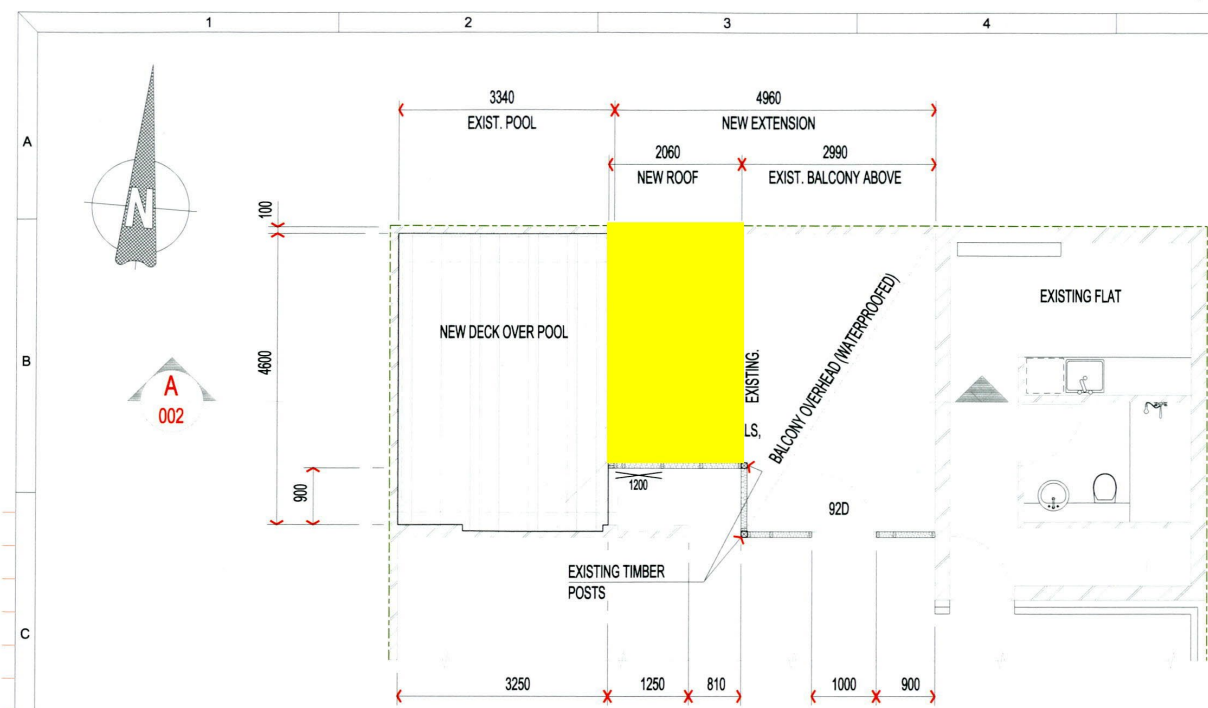 1 2 3 4
A
B
C
N
3340 4960
EXIST. POOL NEW EXTENSION
2060 2990
NEW ROOF EXIST. BALCONY ABOVE
100
4600
900
A
002
NEW DECK OVER POOL
EXISTING.
LS,
BALCONY OVERHEAD (WATERPROOFED)
EXISTING FLAT
1200
92D
EXISTING TIMBER
POSTS
3250 1250 810 1000 900